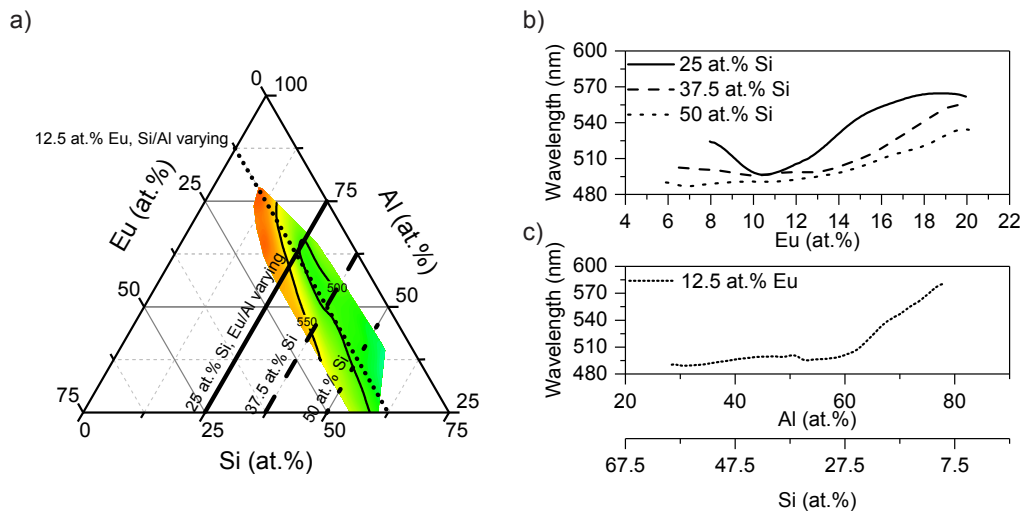 a)
0
100
12.5 at.% Eu, Si/Al varying
25
75
Eu (at.%)
Al (at.%)
50
50
500
550
25 at.% Si, Eu/Al varying
37.5 at.% Si
50 at.% Si
75
25
0
25
50
75
Si (at.%)
b)
Wavelength (nm)
600
570
540
510
480
25 at.% Si
37.5 at.% Si
50 at.% Si
4 6 8 10 12 14 16 18 20 22
Eu (at.%)
c)
Wavelength (nm)
600
570
540
510
480
12.5 at.% Eu
20 40 60 80
Al (at.%)
67.5 47.5 27.5 7.5
Si (at.%)